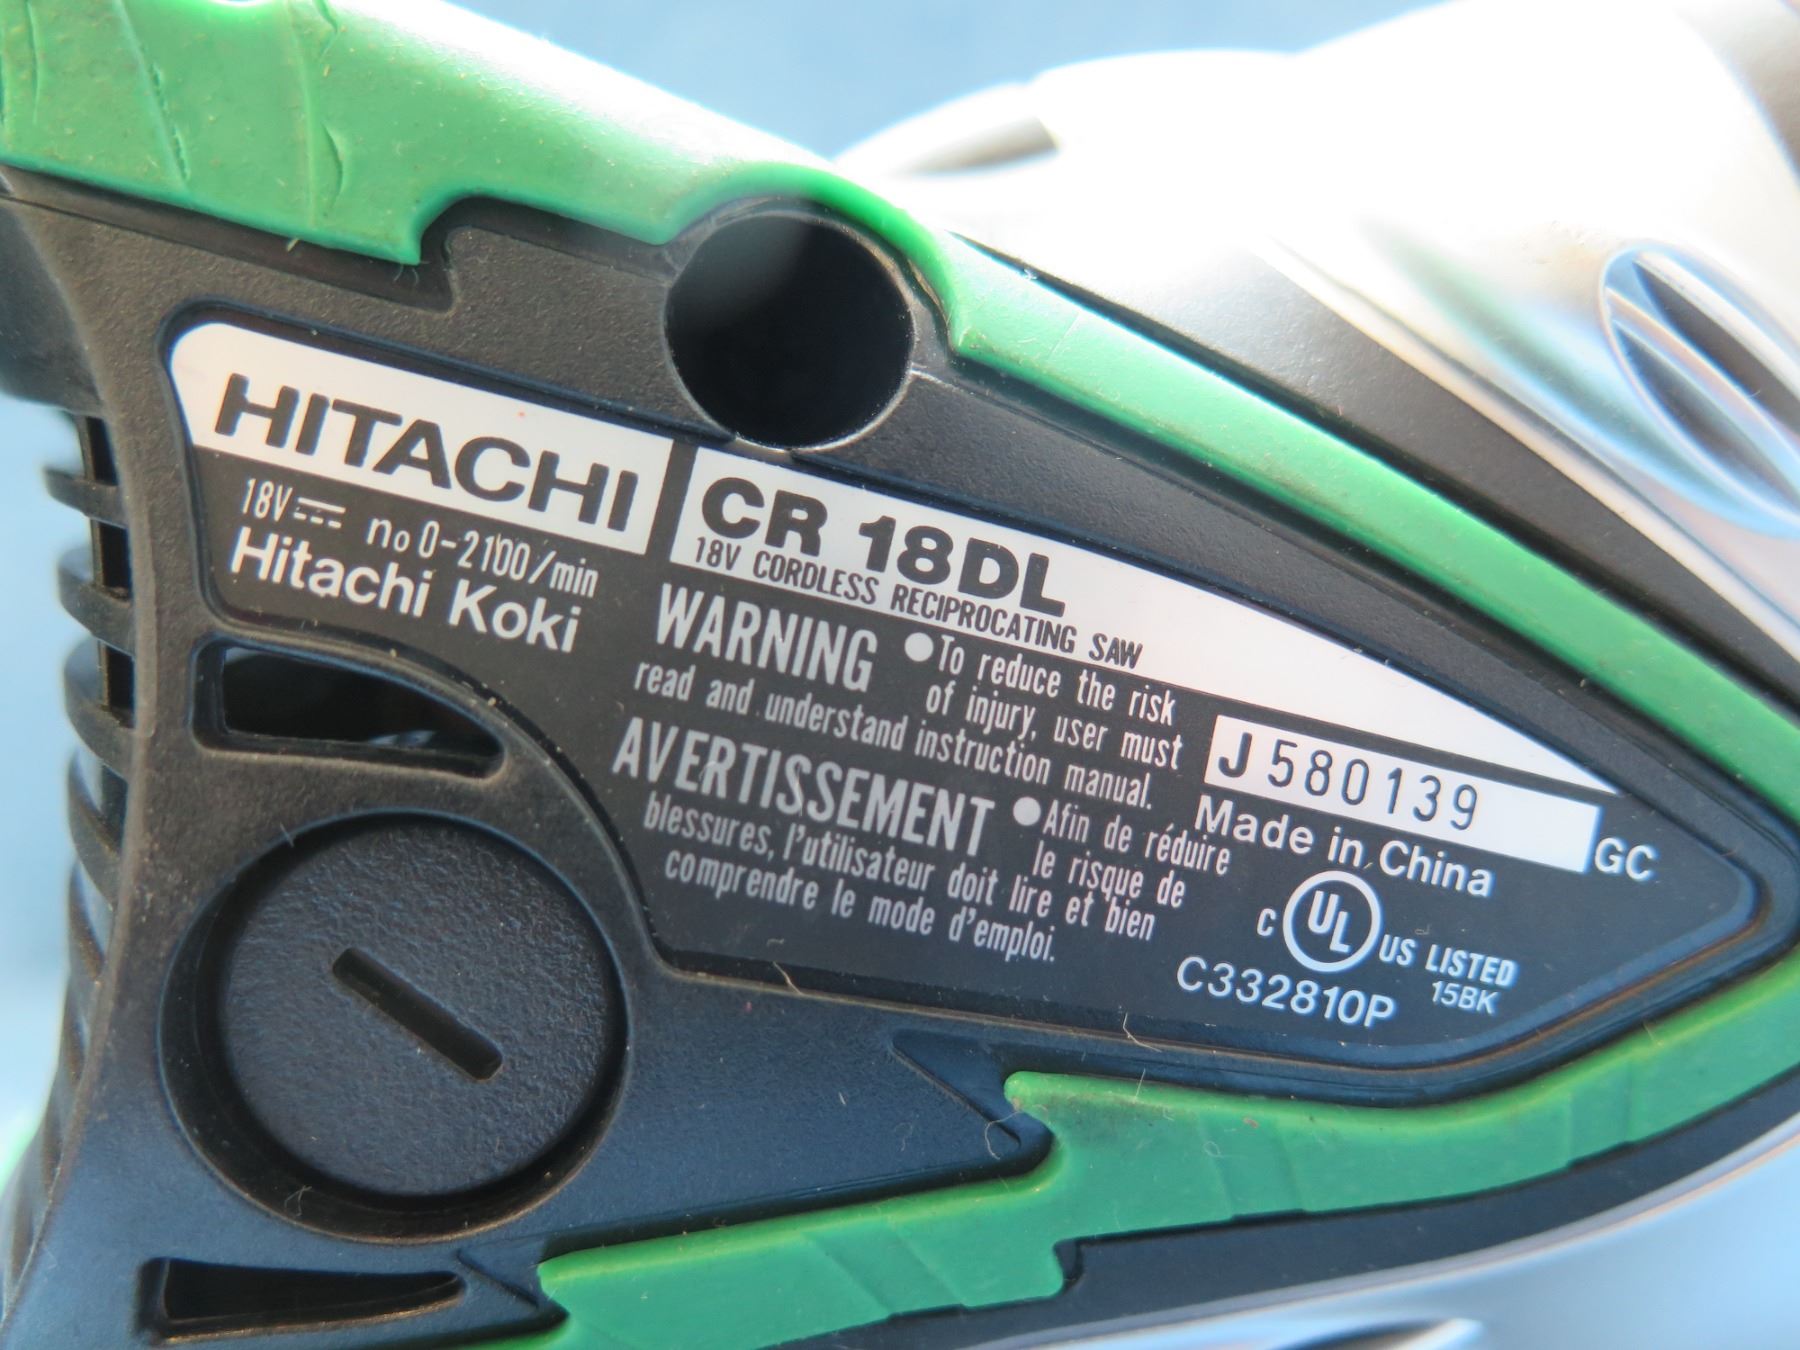 HITACHI
18V⎓ no 0-2100/min
Hitachi Koki
CR 18DL
18V CORDLESS RECIPROCATING SAW
WARNING ●To reduce the risk
of injury, user must
read and understand instruction manual.
AVERTISSEMENT ●Afin de réduire
le risque de
blessures, l'utilisateur doit lire et bien
comprendre le mode d'emploi.
J580139
Made in China GC
C UL US LISTED
15BK
C332810P